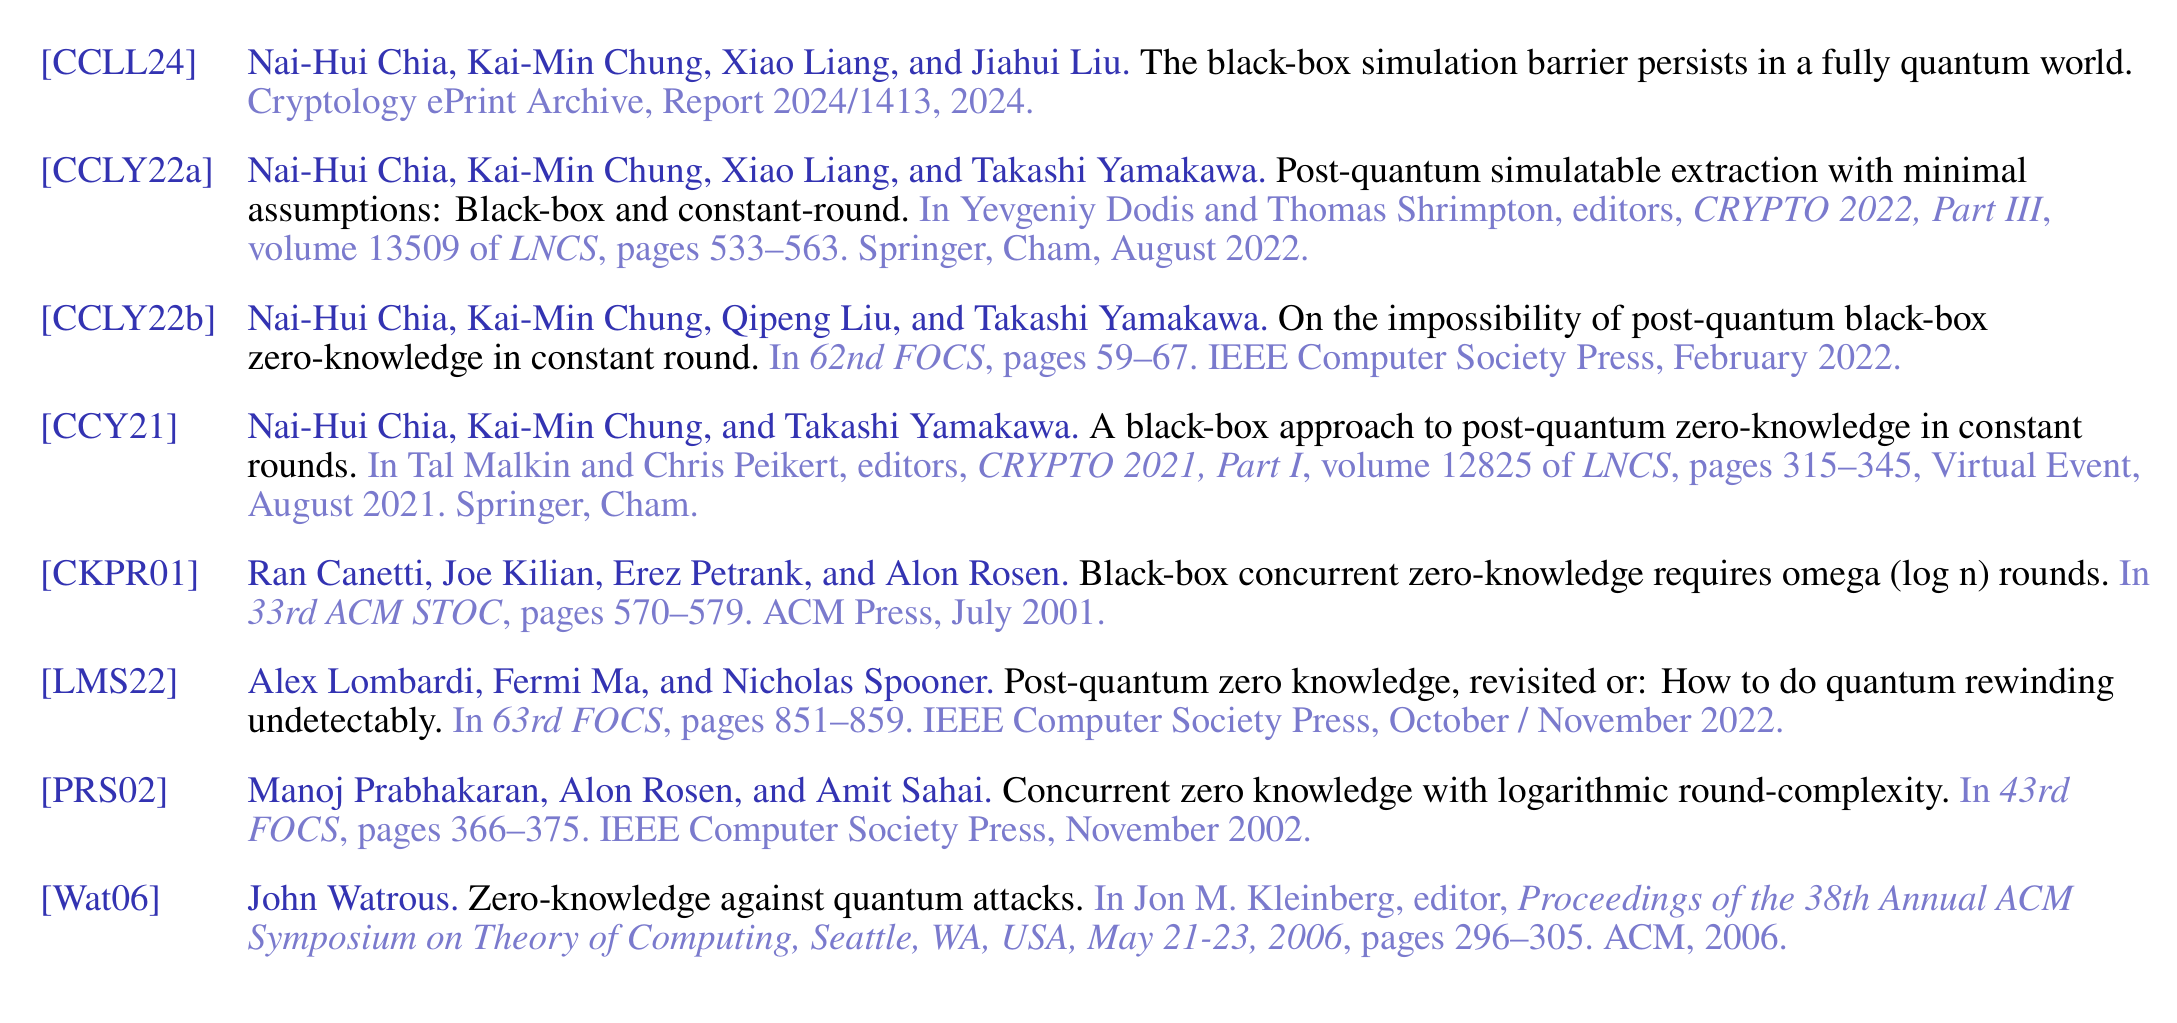 [CCLL24] Nai-Hui Chia, Kai-Min Chung, Xiao Liang, and Jiahui Liu. The black-box simulation barrier persists in a fully quantum world.
Cryptology ePrint Archive, Report 2024/1413, 2024.
[CCLY22a] Nai-Hui Chia, Kai-Min Chung, Xiao Liang, and Takashi Yamakawa. Post-quantum simulatable extraction with minimal
assumptions: Black-box and constant-round. In Yevgeniy Dodis and Thomas Shrimpton, editors, CRYPTO 2022, Part III,
volume 13509 of LNCS, pages 533–563. Springer, Cham, August 2022.
[CCLY22b] Nai-Hui Chia, Kai-Min Chung, Qipeng Liu, and Takashi Yamakawa. On the impossibility of post-quantum black-box
zero-knowledge in constant round. In 62nd FOCS, pages 59–67. IEEE Computer Society Press, February 2022.
[CCY21] Nai-Hui Chia, Kai-Min Chung, and Takashi Yamakawa. A black-box approach to post-quantum zero-knowledge in constant
rounds. In Tal Malkin and Chris Peikert, editors, CRYPTO 2021, Part I, volume 12825 of LNCS, pages 315–345, Virtual Event,
August 2021. Springer, Cham.
[CKPR01] Ran Canetti, Joe Kilian, Erez Petrank, and Alon Rosen. Black-box concurrent zero-knowledge requires omega (log n) rounds. In
33rd ACM STOC, pages 570–579. ACM Press, July 2001.
[LMS22] Alex Lombardi, Fermi Ma, and Nicholas Spooner. Post-quantum zero knowledge, revisited or: How to do quantum rewinding
undetectably. In 63rd FOCS, pages 851–859. IEEE Computer Society Press, October / November 2022.
[PRS02] Manoj Prabhakaran, Alon Rosen, and Amit Sahai. Concurrent zero knowledge with logarithmic round-complexity. In 43rd
FOCS, pages 366–375. IEEE Computer Society Press, November 2002.
[Wat06] John Watrous. Zero-knowledge against quantum attacks. In Jon M. Kleinberg, editor, Proceedings of the 38th Annual ACM
Symposium on Theory of Computing, Seattle, WA, USA, May 21-23, 2006, pages 296–305. ACM, 2006.